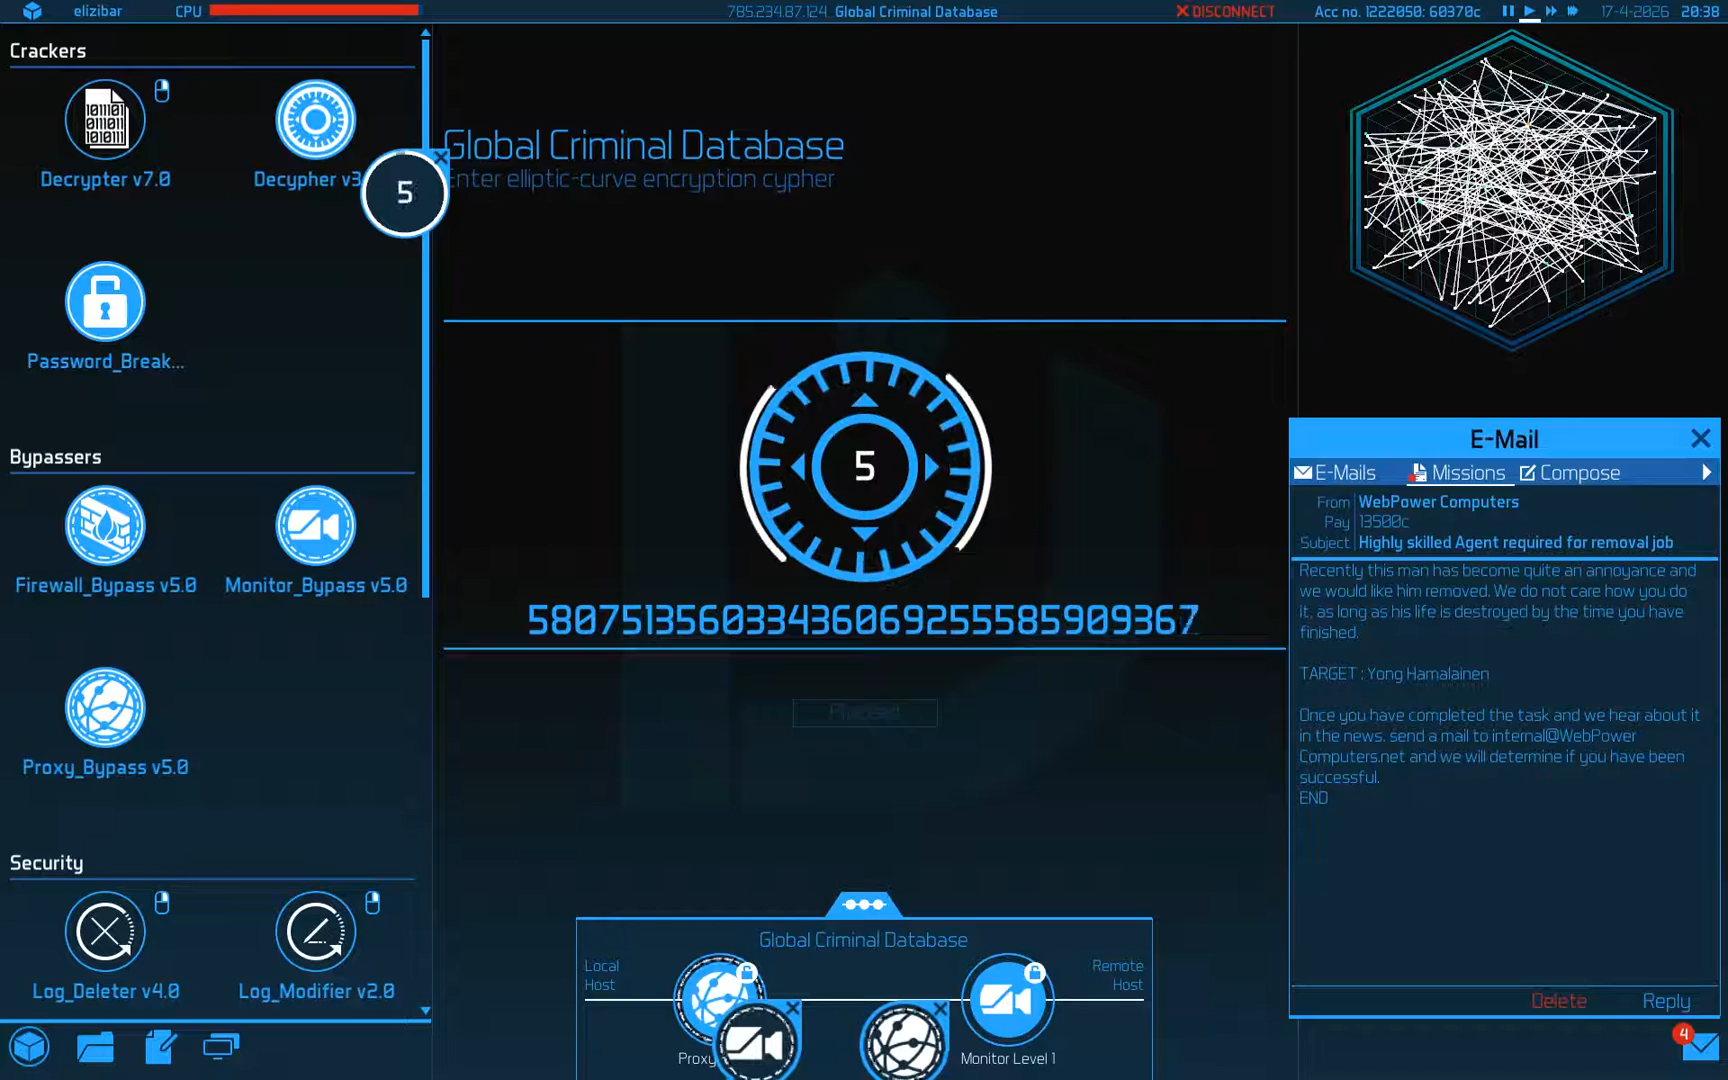 elizibar
CPU
785.234.87.124 Global Criminal Database
DISCONNECT
Acc no. 1222050: 60370c
17-4-2026 20:38
Crackers
Decrypter v7.0
Decypher v3
5
Password_Break...
Bypassers
Firewall_Bypass v5.0
Monitor_Bypass v5.0
Proxy_Bypass v5.0
Security
Log_Deleter v4.0
Log_Modifier v2.0
Global Criminal Database
Enter elliptic-curve encryption cypher
5
5807513560334360692555585909367
Global Criminal Database
Local
Host
Remote
Host
Proxy
Monitor Level 1
E-Mail
E-Mails
Missions
Compose
From WebPower Computers
Pay 13500c
Subject Highly skilled Agent required for removal job
Recently this man has become quite an annoyance and
we would like him removed. We do not care how you do
it, as long as his life is destroyed by the time you have
finished.
TARGET : Yong Hamalainen
Once you have completed the task and we hear about it
in the news. send a mail to internal@WebPower
Computers.net and we will determine if you have been
successful.
END
Delete
Reply
4